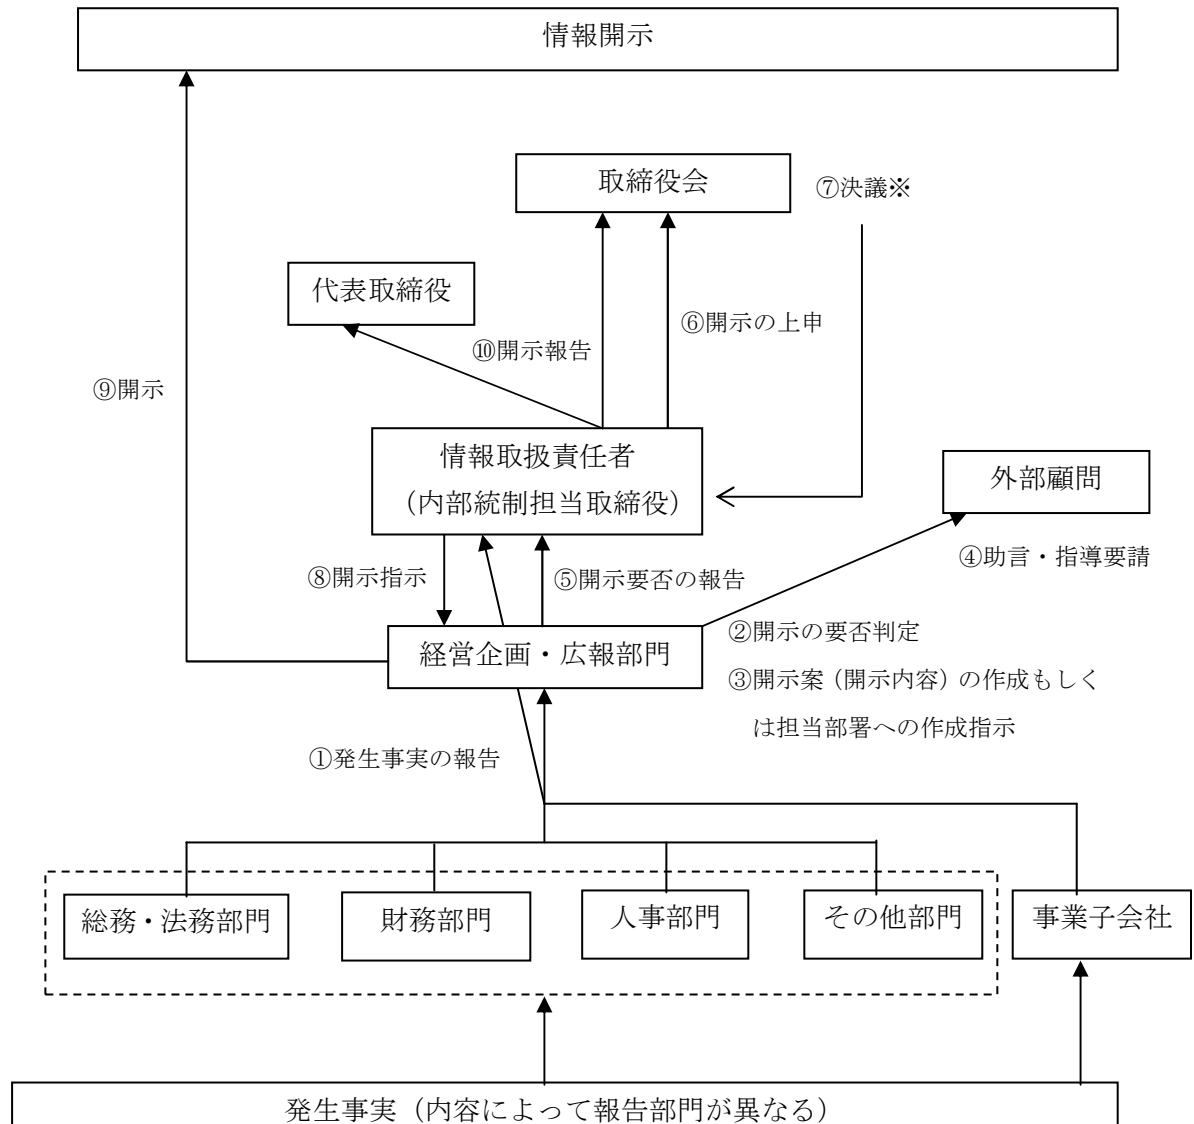 情報開示
取締役会
⑦決議※
代表取締役
⑥開示の上申
⑩開示報告
⑨開示
情報取扱責任者
（内部統制担当取締役）
外部顧問
④助言・指導要請
⑧開示指示
⑤開示要否の報告
②開示の要否判定
経営企画・広報部門
③開示案（開示内容）の作成もしく
は担当部署への作成指示
①発生事実の報告
総務・法務部門
財務部門
人事部門
その他部門
事業子会社
発生事実（内容によって報告部門が異なる）